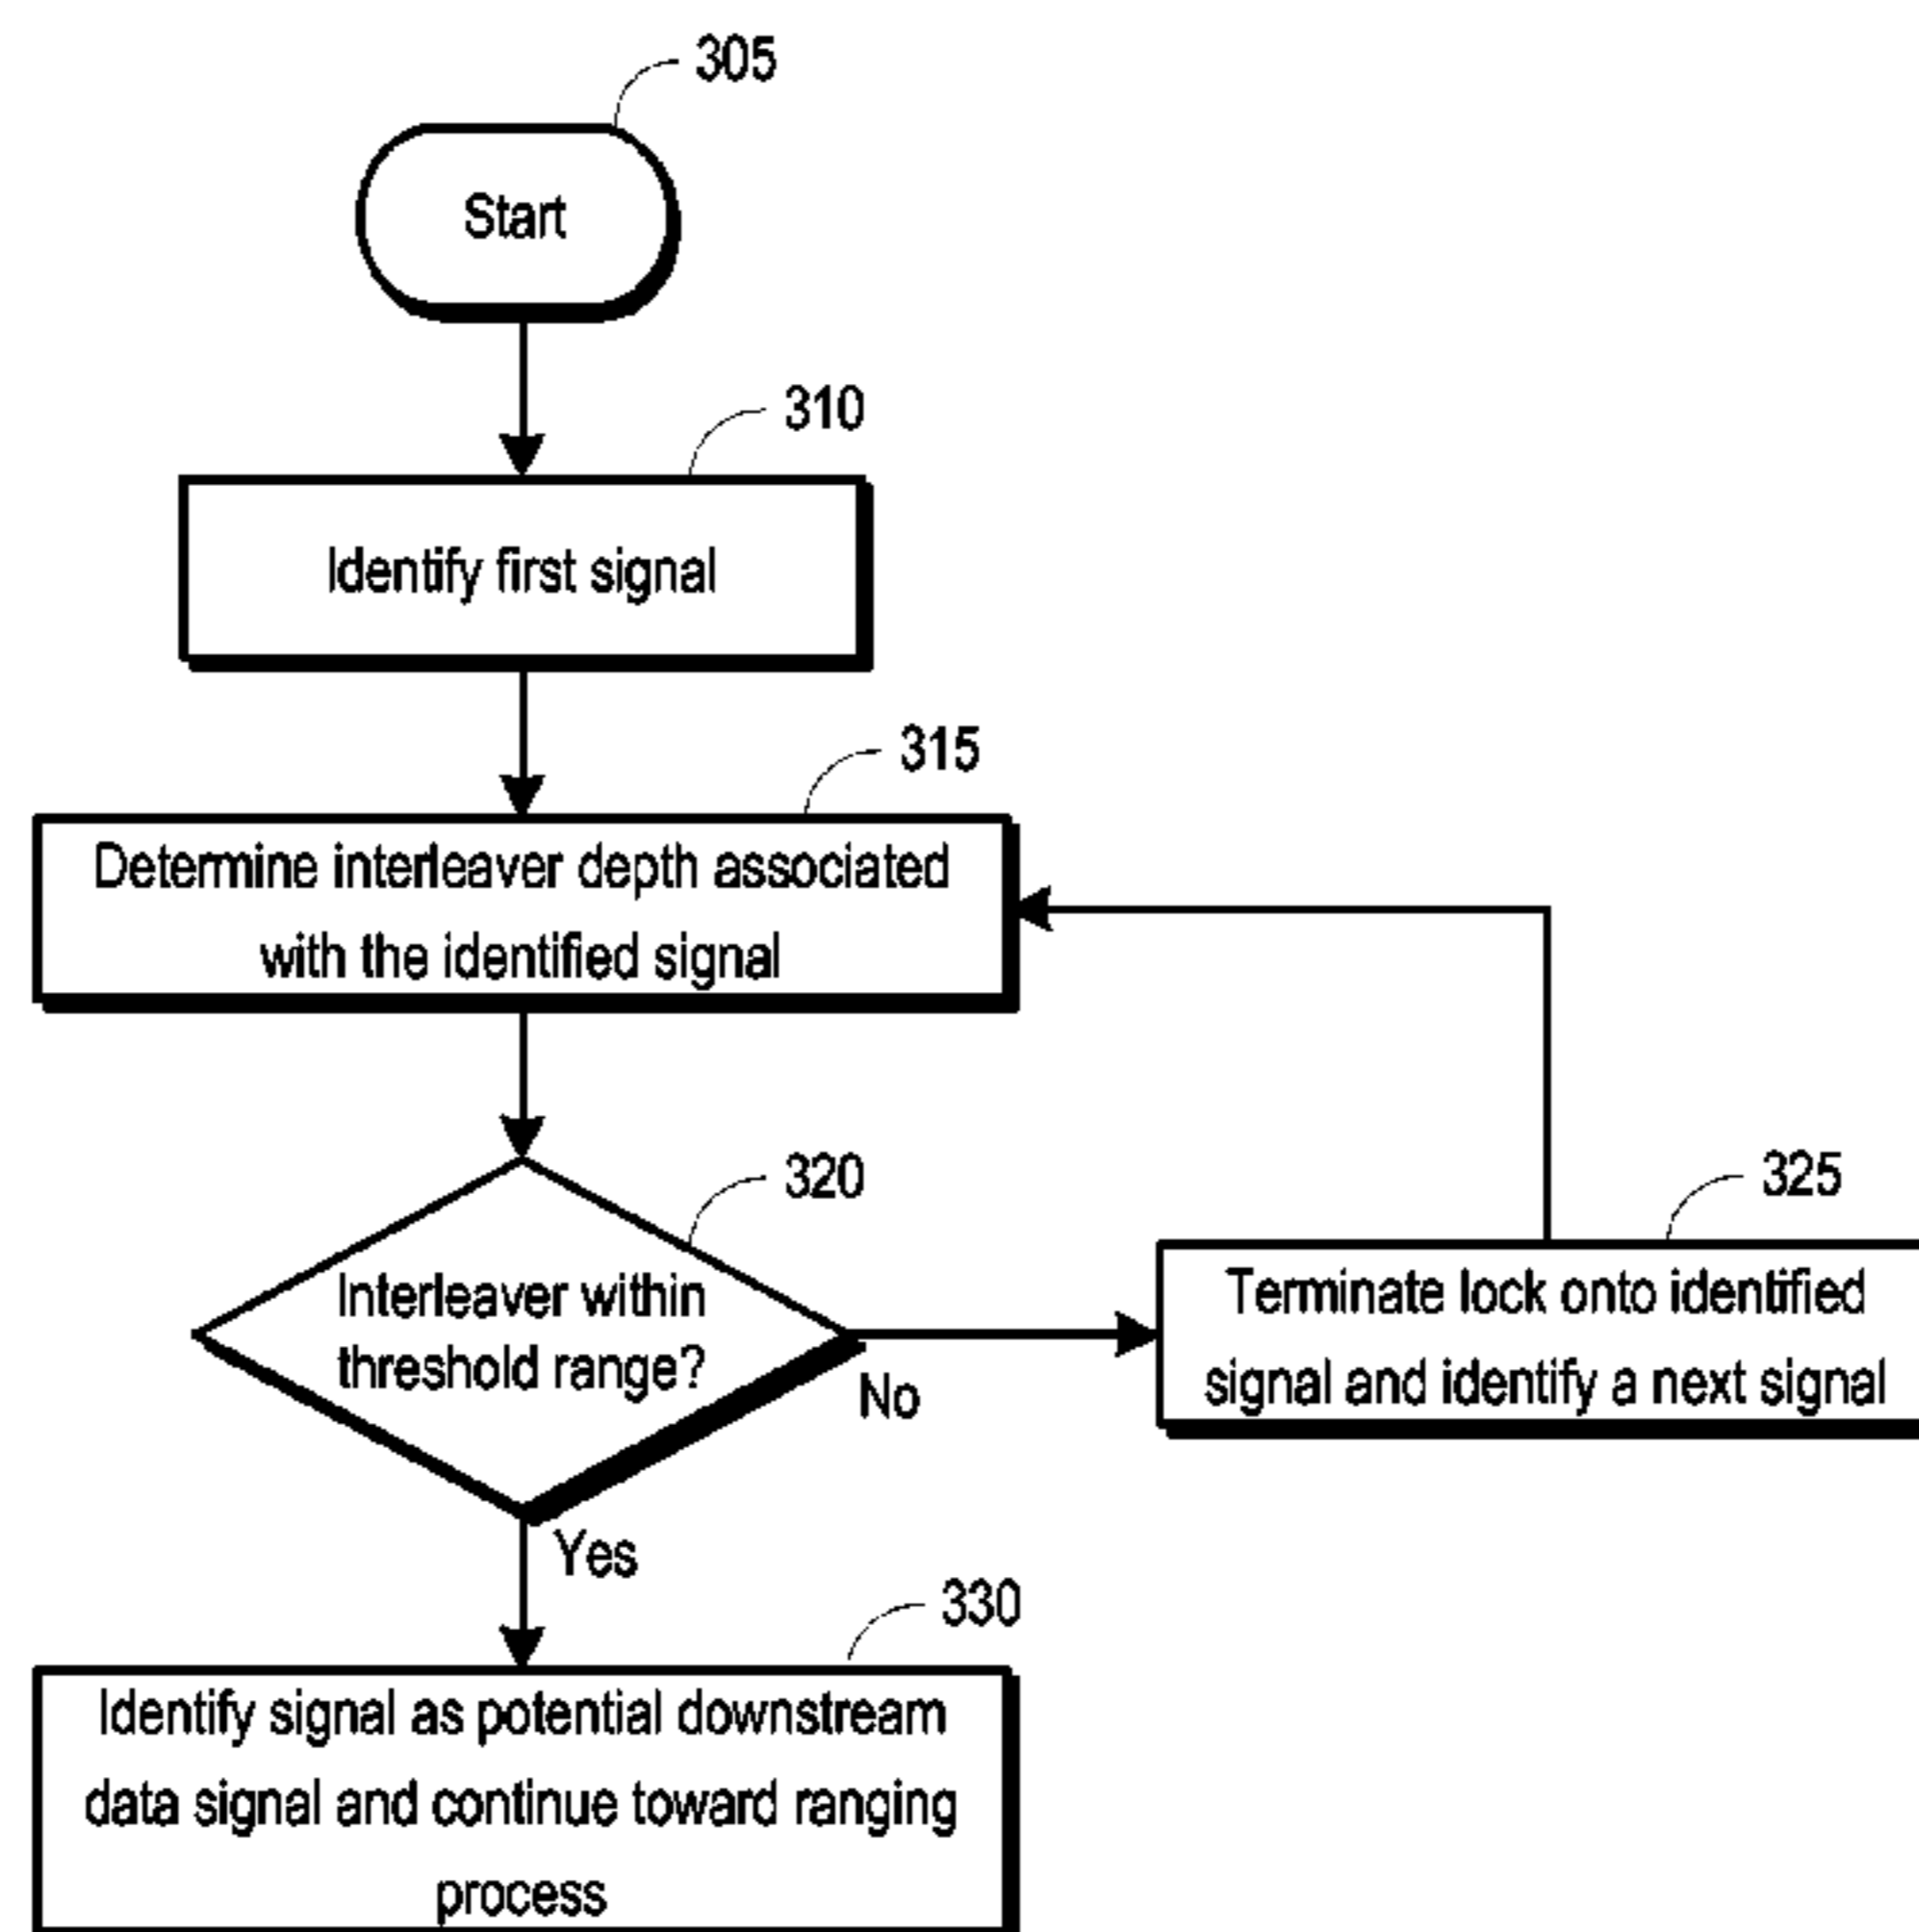 305
Start
310
Identify first signal
315
Determine interleaver depth associated
with the identified signal
320
Interleaver within
threshold range?
No
325
Terminate lock onto identified
signal and identify a next signal
Yes
330
Identify signal as potential downstream
data signal and continue toward ranging
process